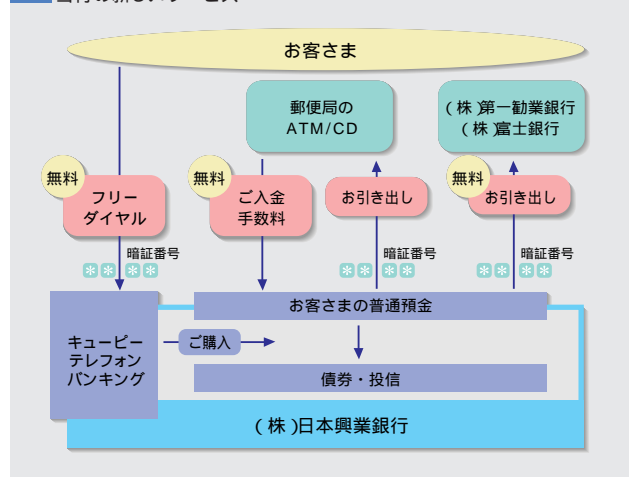 お客さま
郵便局の
ATM/CD
(株)第一勧業銀行
(株)富士銀行
無料
フリー
ダイヤル
無料
ご入金
手数料
お引き出し
無料
お引き出し
暗証番号
****
暗証番号
****
暗証番号
****
お客さまの普通預金
キューピー
テレフォン
バンキング
ご購入
債券・投信
(株)日本興業銀行